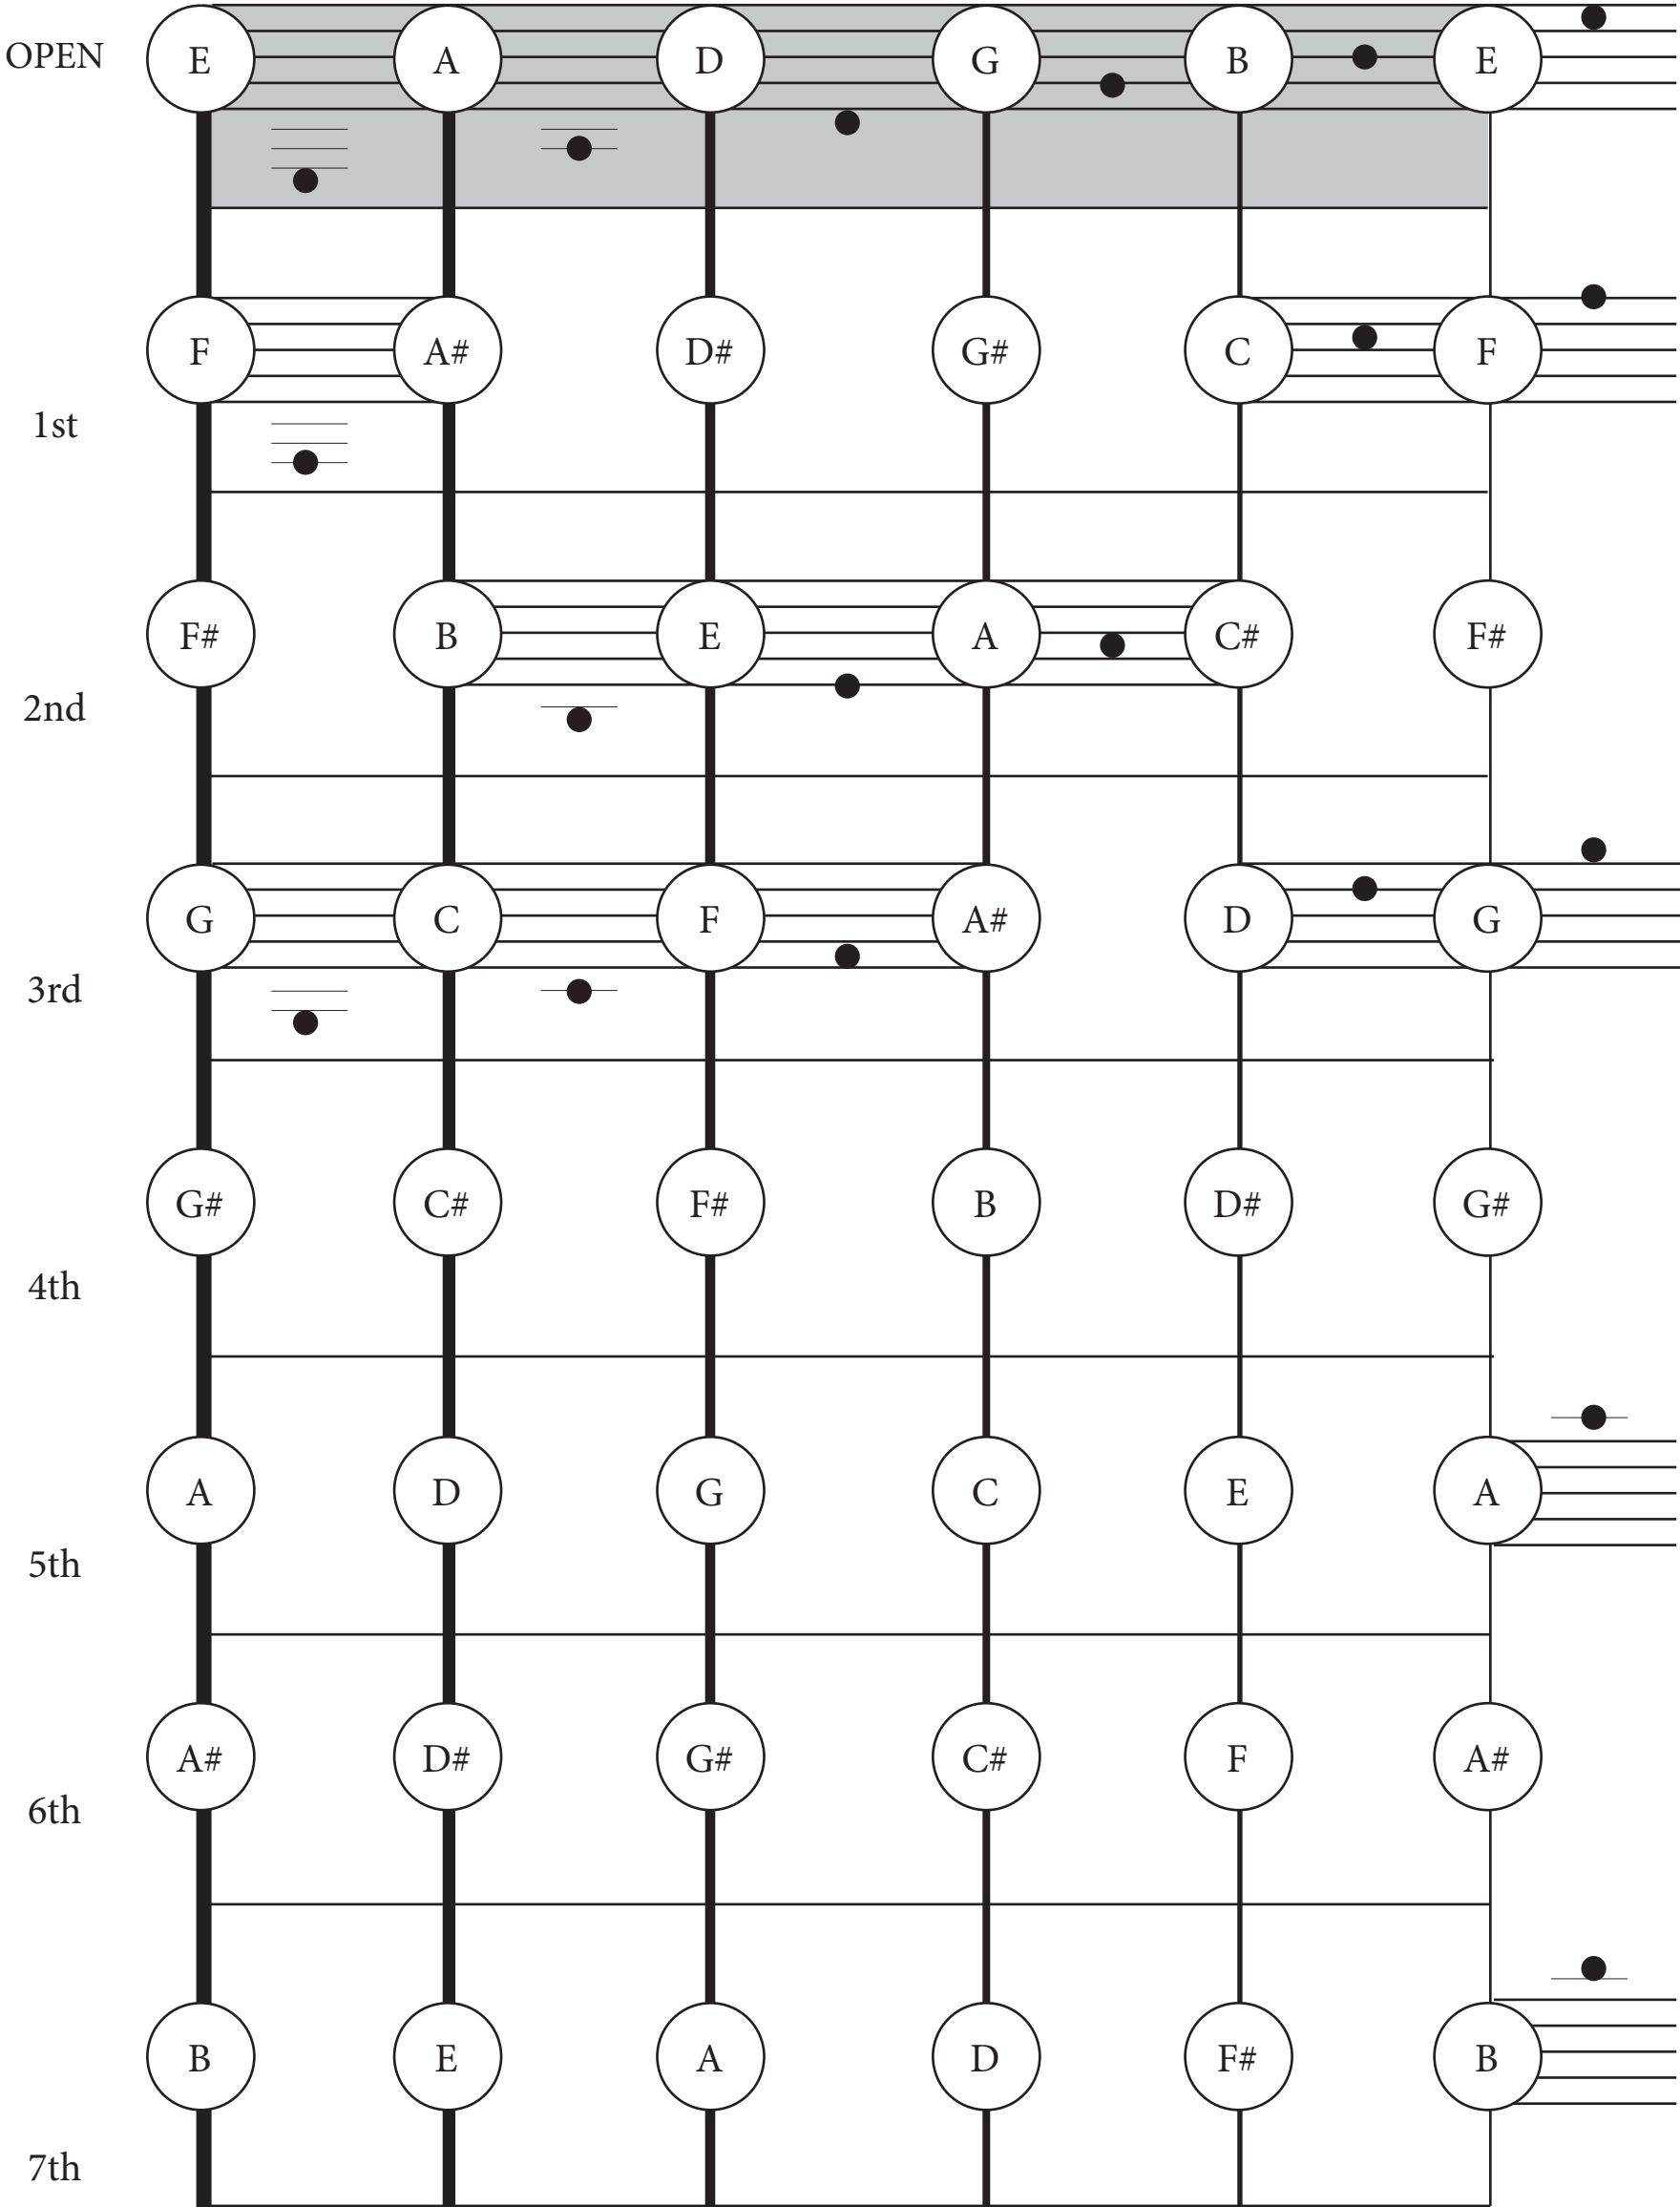 OPEN E A D G B E
F A# D# G# C F
1st
F# B E A C# F#
2nd
G C F A# D G
3rd
G# C# F# B D# G#
4th
A D G C E A
5th
A# D# G# C# F A#
6th
B E A D F# B
7th